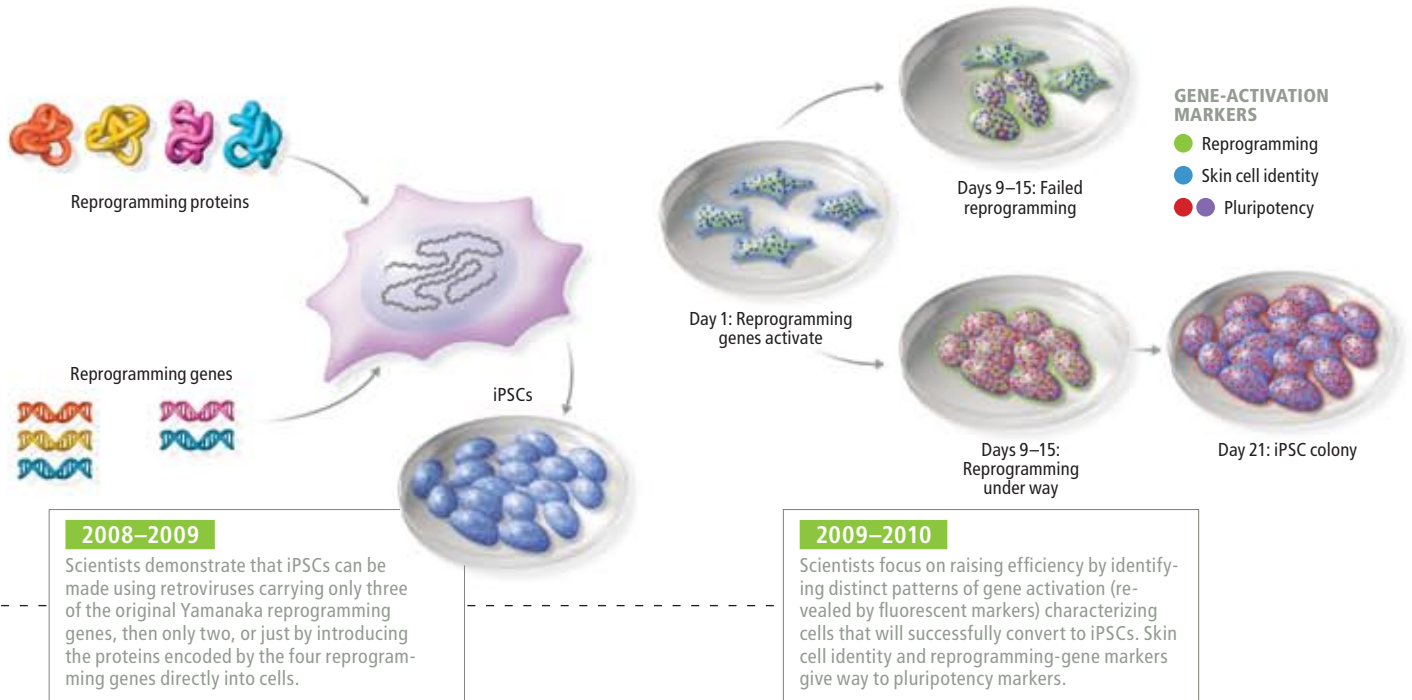 Reprogramming proteins
Reprogramming genes
iPSCs
2008–2009
Scientists demonstrate that iPSCs can be
made using retroviruses carrying only three
of the original Yamanaka reprogramming
genes, then only two, or just by introducing
the proteins encoded by the four reprogram-
ming genes directly into cells.
Day 1: Reprogramming
genes activate
Days 9–15: Failed
reprogramming
GENE-ACTIVATION
MARKERS
Reprogramming
Skin cell identity
Pluripotency
Days 9–15:
Reprogramming
under way
Day 21: iPSC colony
2009–2010
Scientists focus on raising efficiency by identify-
ing distinct patterns of gene activation (re-
vealed by fluorescent markers) characterizing
cells that will successfully convert to iPSCs. Skin
cell identity and reprogramming-gene markers
give way to pluripotency markers.